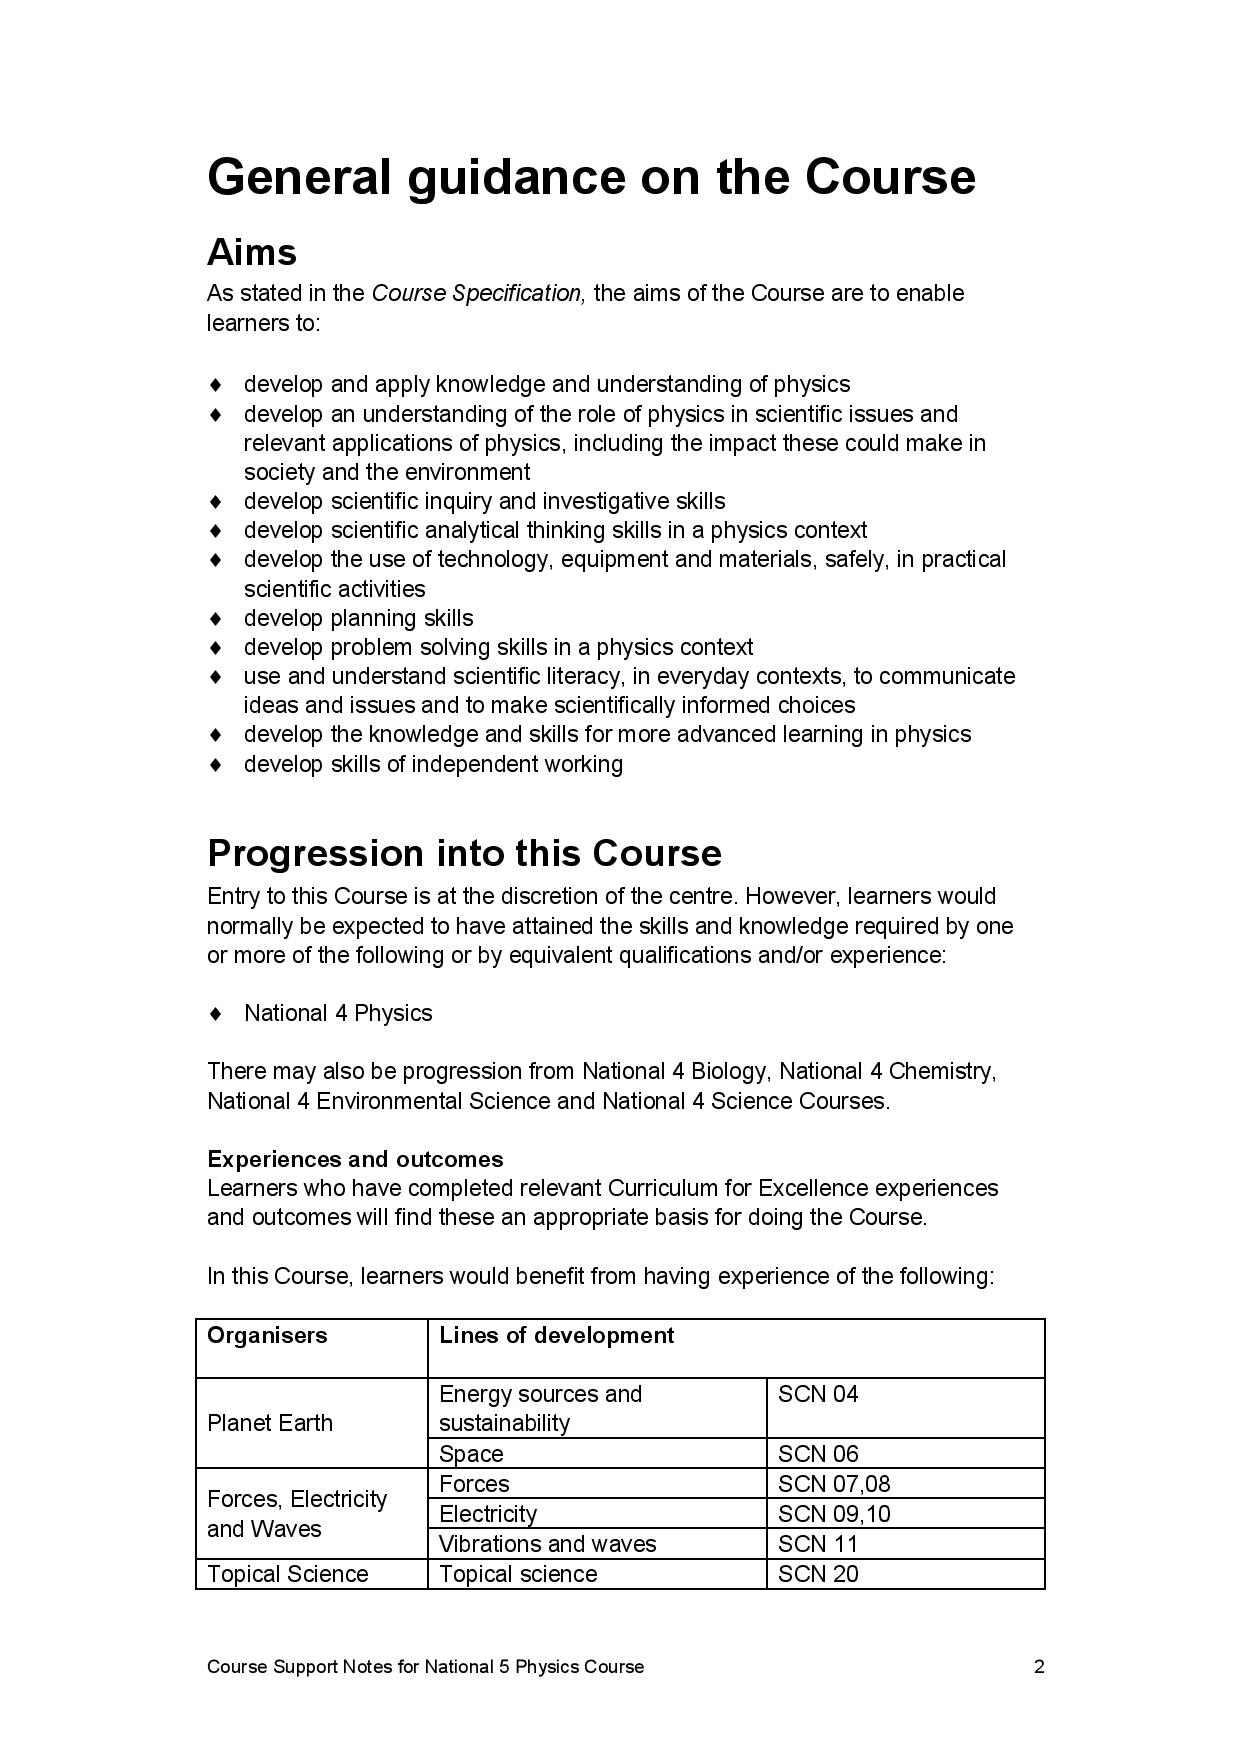 General guidance on the Course
Aims
As stated in the Course Specification, the aims of the Course are to enable
learners to:
♦ develop and apply knowledge and understanding of physics
♦ develop an understanding of the role of physics in scientific issues and
relevant applications of physics, including the impact these could make in
society and the environment
♦ develop scientific inquiry and investigative skills
♦ develop scientific analytical thinking skills in a physics context
♦ develop the use of technology, equipment and materials, safely, in practical
scientific activities
♦ develop planning skills
♦ develop problem solving skills in a physics context
♦ use and understand scientific literacy, in everyday contexts, to communicate
ideas and issues and to make scientifically informed choices
♦ develop the knowledge and skills for more advanced learning in physics
♦ develop skills of independent working
Progression into this Course
Entry to this Course is at the discretion of the centre. However, learners would
normally be expected to have attained the skills and knowledge required by one
or more of the following or by equivalent qualifications and/or experience:
♦ National 4 Physics
There may also be progression from National 4 Biology, National 4 Chemistry,
National 4 Environmental Science and National 4 Science Courses.
Experiences and outcomes
Learners who have completed relevant Curriculum for Excellence experiences
and outcomes will find these an appropriate basis for doing the Course.
In this Course, learners would benefit from having experience of the following:
Organisers Lines of development
Planet Earth
Energy sources and
sustainability
SCN 04
Space SCN 06
Forces, Electricity
and Waves
Forces SCN 07,08
Electricity SCN 09,10
Vibrations and waves SCN 11
Topical Science Topical science SCN 20
Course Support Notes for National 5 Physics Course 2